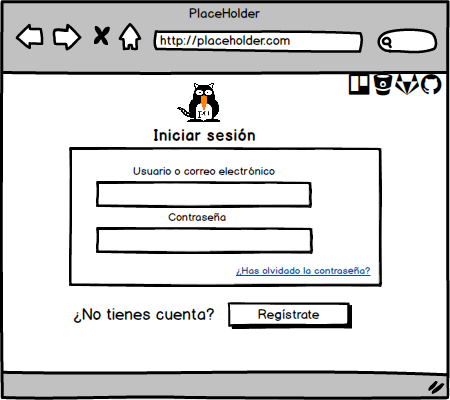 PlaceHolder
http://placeholder.com
Iniciar sesión
Usuario o correo electrónico
Contraseña
¿Has olvidado la contraseña?
¿No tienes cuenta?
Regístrate